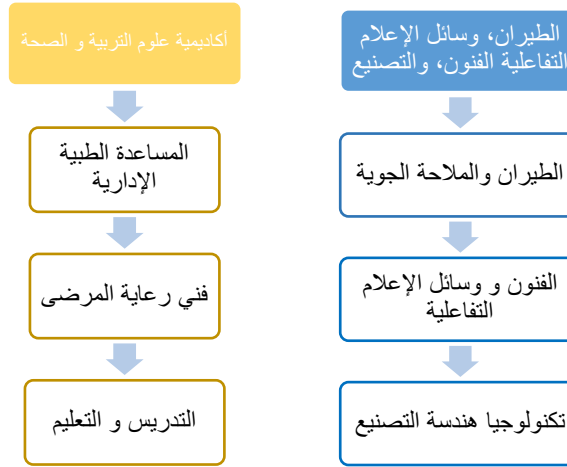 الطيران، وسائل الإعلام
التفاعلية الفنون، والتصنيع
الطيران والملاحة الجوية
الفنون و وسائل الإعلام
التفاعلية
تكنولوجيا هندسة التصنيع
أكاديمية علوم التربية و الصحة
المساعدة الطبية
الإدارية
فني رعاية المرضى
التدريس و التعليم